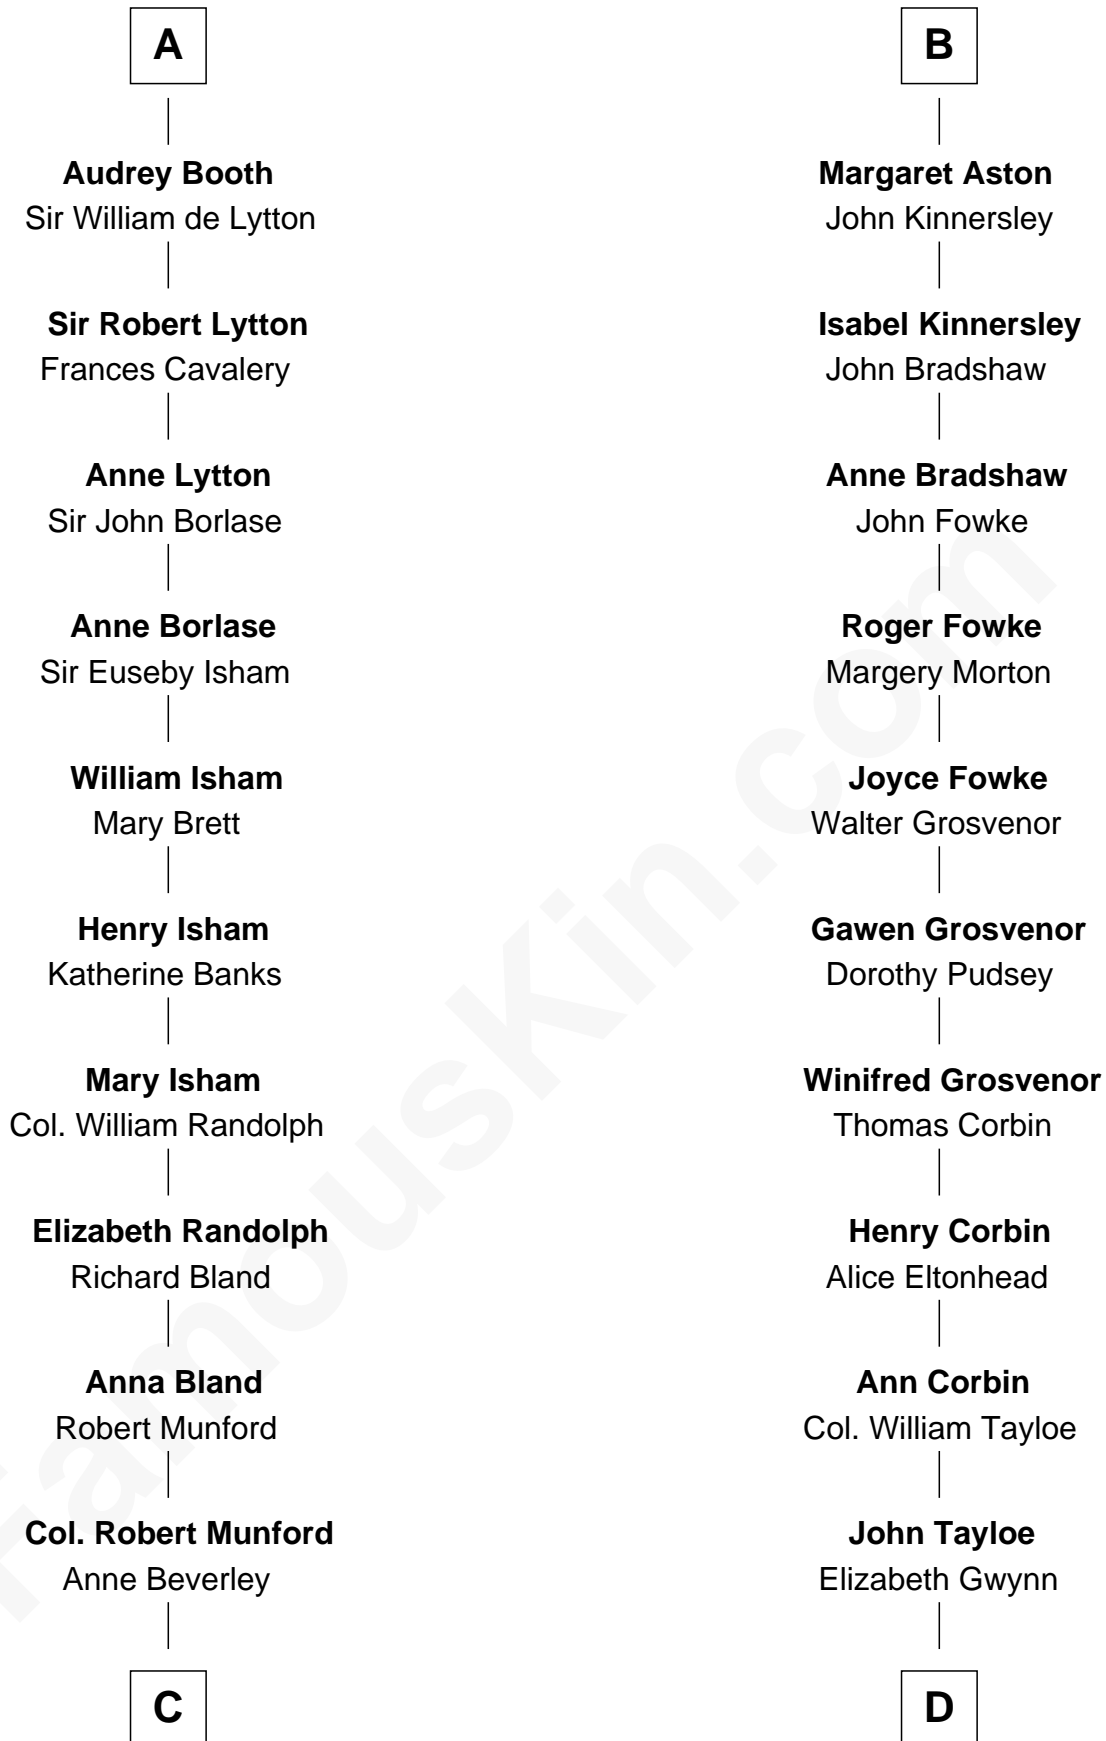 A
Audrey Booth
Sir William de Lytton
Sir Robert Lytton
Frances Cavalery
Anne Lytton
Sir John Borlase
Anne Borlase
Sir Euseby Isham
William Isham
Mary Brett
Henry Isham
Katherine Banks
Mary Isham
Col. William Randolph
Elizabeth Randolph
Richard Bland
Anna Bland
Robert Munford
Col. Robert Munford
Anne Beverley
C
B
Margaret Aston
John Kinnersley
Isabel Kinnersley
John Bradshaw
Anne Bradshaw
John Fowke
Roger Fowke
Margery Morton
Joyce Fowke
Walter Grosvenor
Gawen Grosvenor
Dorothy Pudsey
Winifred Grosvenor
Thomas Corbin
Henry Corbin
Alice Eltonhead
Ann Corbin
Col. William Tayloe
John Tayloe
Elizabeth Gwynn
D
FamousKin.com